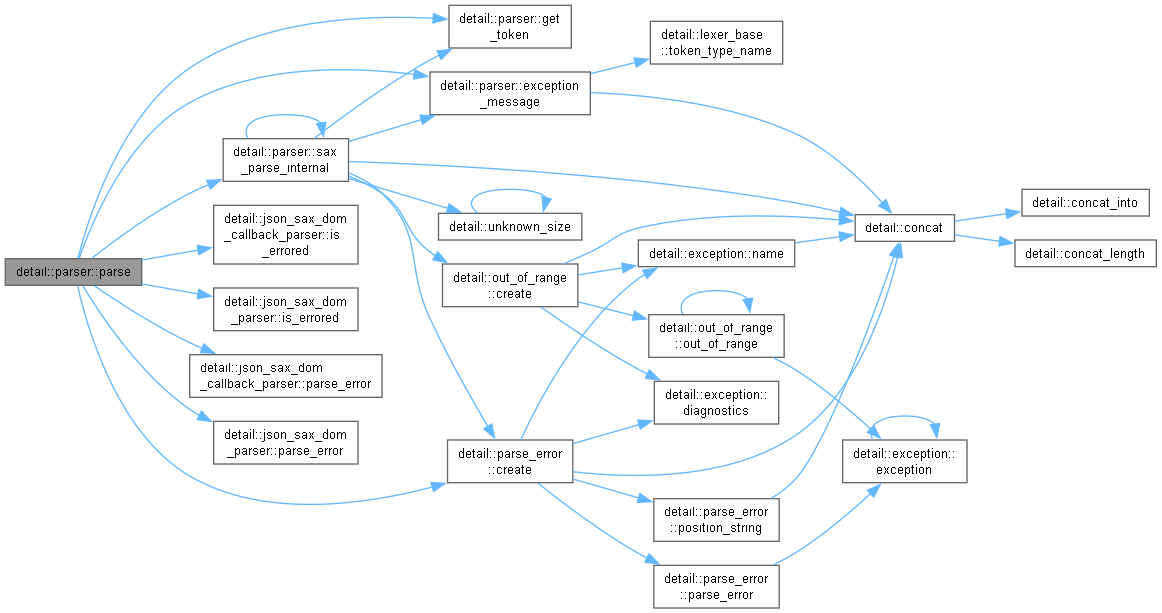 detail::parser::parse
detail::parser::get
_token
detail::parser::exception
_message
detail::parser::sax
_parse_internal
detail::json_sax_dom
_callback_parser::is
_errored
detail::json_sax_dom
_parser::is_errored
detail::json_sax_dom
_callback_parser::parse_error
detail::json_sax_dom
_parser::parse_error
detail::lexer_base
::token_type_name
detail::unknown_size
detail::out_of_range
::create
detail::parse_error
::create
detail::exception::name
detail::out_of_range
::out_of_range
detail::exception::
diagnostics
detail::parse_error
::position_string
detail::parse_error
::parse_error
detail::concat
detail::exception::
exception
detail::concat_into
detail::concat_length